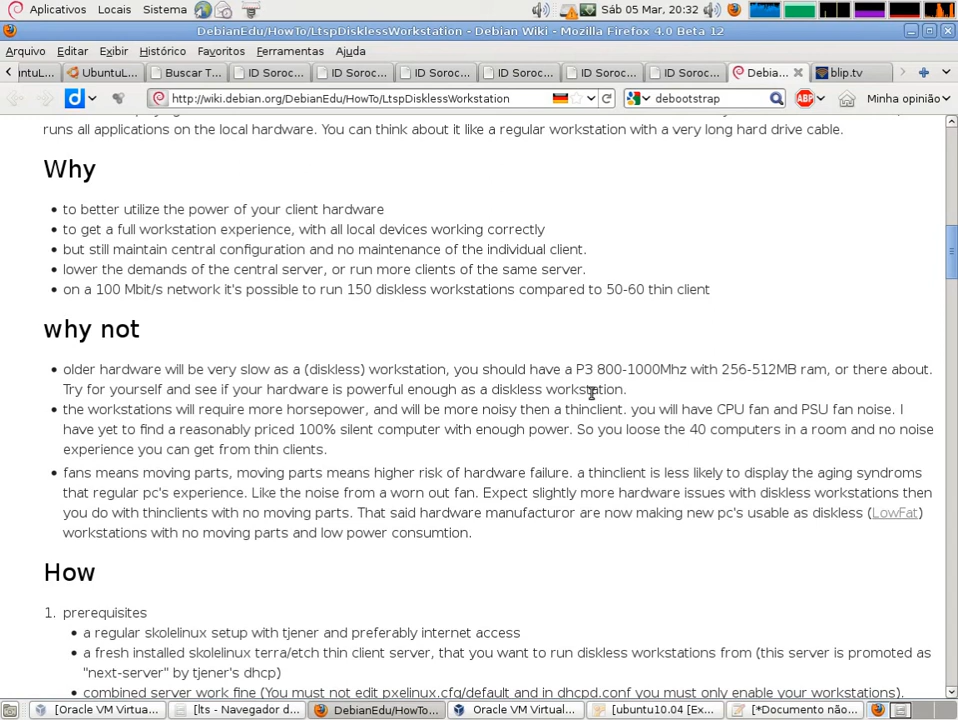 Aplicativos Locais Sistema Sáb 05 Mar, 20:32
DebianEdu/HowTo/LtspDisklessWorkstation - Debian Wiki - Mozilla Firefox 4.0 Beta 12
Arquivo Editar Exibir Histórico Favoritos Ferramentas Ajuda
untuL... UbuntuL... Buscar T... ID Soroc... ID Soroc... ID Soroc... ID Soroc... ID Soroc... ID Soroc... Debia... blip.tv
http://wiki.debian.org/DebianEdu/HowTo/LtspDisklessWorkstation debootstrap ABP Minha opinião
runs all applications on the local hardware. You can think about it like a regular workstation with a very long hard drive cable.
Why
• to better utilize the power of your client hardware
• to get a full workstation experience, with all local devices working correctly
• but still maintain central configuration and no maintenance of the individual client.
• lower the demands of the central server, or run more clients of the same server.
• on a 100 Mbit/s network it's possible to run 150 diskless workstations compared to 50-60 thin client
why not
• older hardware will be very slow as a (diskless) workstation, you should have a P3 800-1000Mhz with 256-512MB ram, or there about.
Try for yourself and see if your hardware is powerful enough as a diskless workstation.
• the workstations will require more horsepower, and will be more noisy then a thinclient. you will have CPU fan and PSU fan noise. I
have yet to find a reasonably priced 100% silent computer with enough power. So you loose the 40 computers in a room and no noise
experience you can get from thin clients.
• fans means moving parts, moving parts means higher risk of hardware failure. a thinclient is less likely to display the aging syndroms
that regular pc's experience. Like the noise from a worn out fan. Expect slightly more hardware issues with diskless workstations then
you do with thinclients with no moving parts. That said hardware manufacturor are now making new pc's usable as diskless (LowFat)
workstations with no moving parts and low power consumtion.
How
1. prerequisites
• a regular skolelinux setup with tjener and preferably internet access
• a fresh installed skolelinux terra/etch thin client server, that you want to run diskless workstations from (this server is promoted as
"next-server" by tjener's dhcp)
• combined server work fine (You must not edit pxelinux.cfg/default and in dhcpd.conf you must only enable your workstations).
[Oracle VM Virtua... [lts - Navegador d... DebianEdu/HowTo... Oracle VM Virtual... [ubuntu10.04 [Ex... [*Documento não...